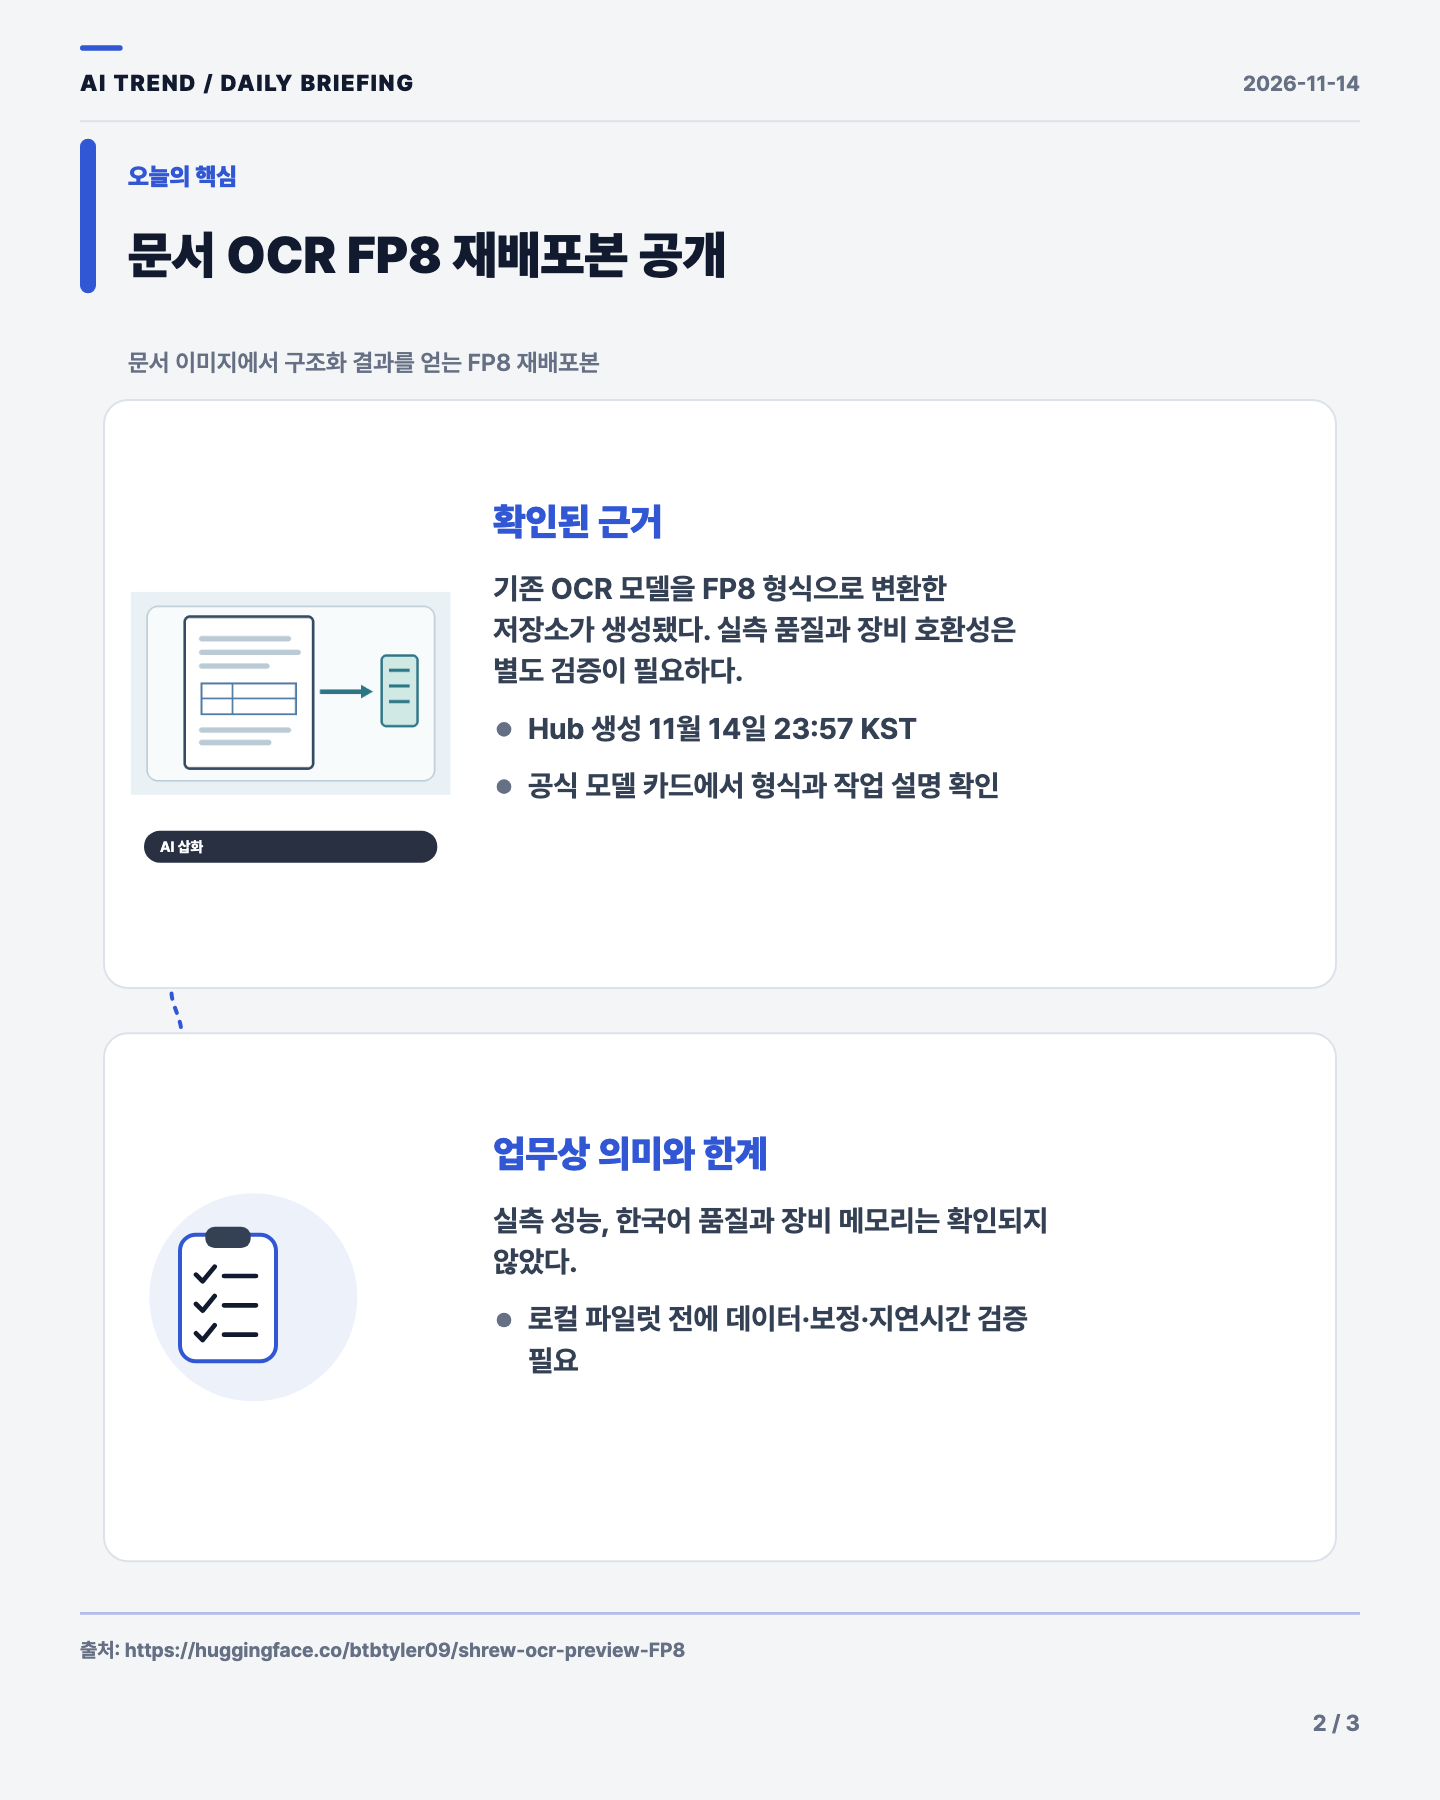 AI TREND / DAILY BRIEFING
2026-11-14
오늘의 핵심
문서 OCR FP8 재배포본 공개
문서 이미지에서 구조화 결과를 얻는 FP8 재배포본
확인된 근거
기존 OCR 모델을 FP8 형식으로 변환한
저장소가 생성됐다. 실측 품질과 장비 호환성은
별도 검증이 필요하다.
Hub 생성 11월 14일 23:57 KST
공식 모델 카드에서 형식과 작업 설명 확인
AI 삽화
업무상 의미와 한계
실측 성능, 한국어 품질과 장비 메모리는 확인되지
않았다.
로컬 파일럿 전에 데이터·보정·지연시간 검증
필요
출처: https://huggingface.co/btbtyler09/shrew-ocr-preview-FP8
2 / 3